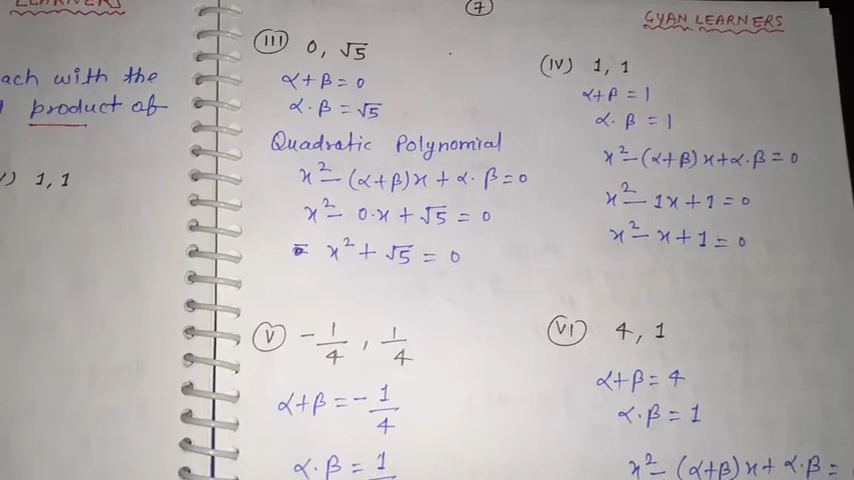 LEARNERS
ach with the
product of
1, 1
7
GYAN LEARNERS
(III) 0, √5
α+β = 0
α·β = √5
Quadratic Polynomial
x² - (α+β)x + α·β = 0
x² - 0·x + √5 = 0
= x² + √5 = 0
(IV) 1, 1
α+β = 1
α·β = 1
x² - (α+β)x + α·β = 0
x² - 1x + 1 = 0
x² - x + 1 = 0
(V) -1/4, 1/4
α+β = -1/4
α·β = 1
(VI) 4, 1
α+β = 4
α·β = 1
x² - (α+β)x + α·β =